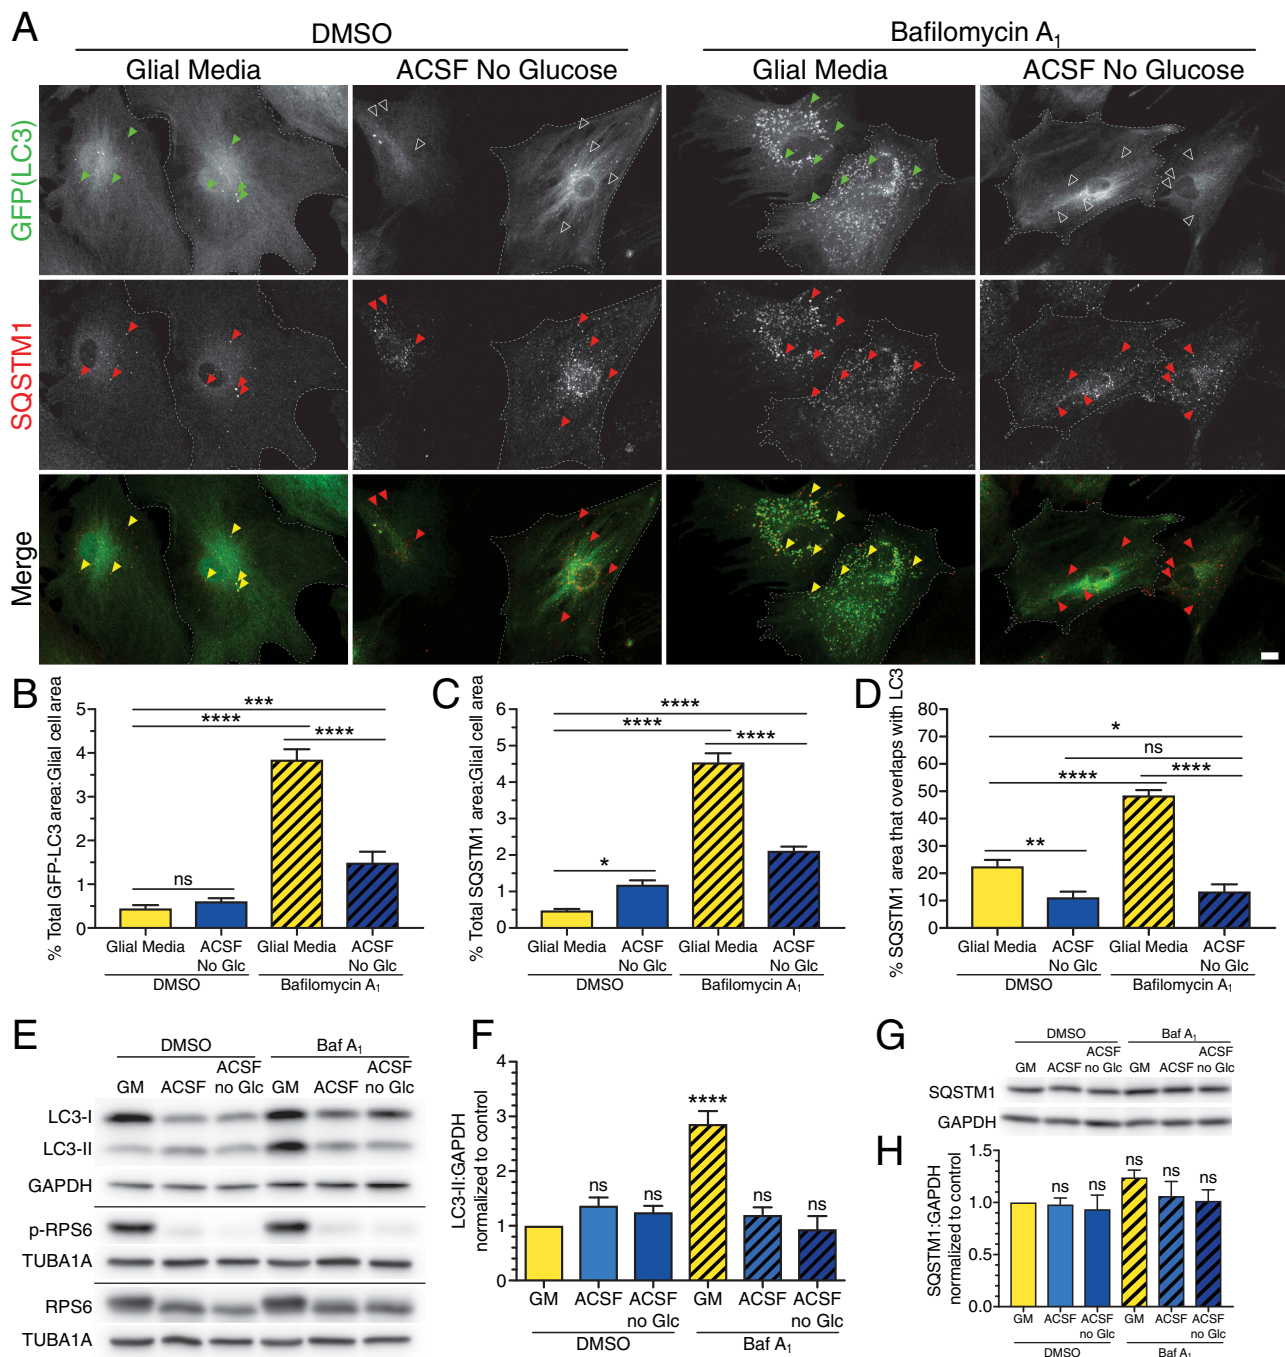 A
DMSO
Bafilomycin A1
Glial Media
ACSF No Glucose
Glial Media
ACSF No Glucose
GFP(LC3)
SQSTM1
Merge
B
% Total GFP-LC3 area:Glial cell area
5
4
3
2
1
0
***
****
****
ns
Glial Media
ACSF No Glc
Glial Media
ACSF No Glc
DMSO
Bafilomycin A1
C
% Total SQSTM1 area:Glial cell area
6
5
4
3
2
1
0
****
****
****
*
Glial Media
ACSF No Glc
Glial Media
ACSF No Glc
DMSO
Bafilomycin A1
D
% SQSTM1 area that overlaps with LC3
80
70
60
50
40
30
20
10
0
*
ns
****
****
**
Glial Media
ACSF No Glc
Glial Media
ACSF No Glc
DMSO
Bafilomycin A1
E
DMSO
Baf A1
GM
ACSF
ACSF no Glc
GM
ACSF
ACSF no Glc
LC3-I
LC3-II
GAPDH
p-RPS6
TUBA1A
RPS6
TUBA1A
F
LC3-II:GAPDH
normalized to control
4
3
2
1
0
ns
ns
****
ns
ns
GM
ACSF
ACSF no Glc
GM
ACSF
ACSF no Glc
DMSO
Baf A1
G
DMSO
Baf A1
GM
ACSF
ACSF no Glc
GM
ACSF
ACSF no Glc
SQSTM1
GAPDH
H
SQSTM1:GAPDH
normalized to control
1.5
1.0
0.5
0.0
ns
ns
ns
ns
ns
GM
ACSF
ACSF no Glc
GM
ACSF
ACSF no Glc
DMSO
Baf A1